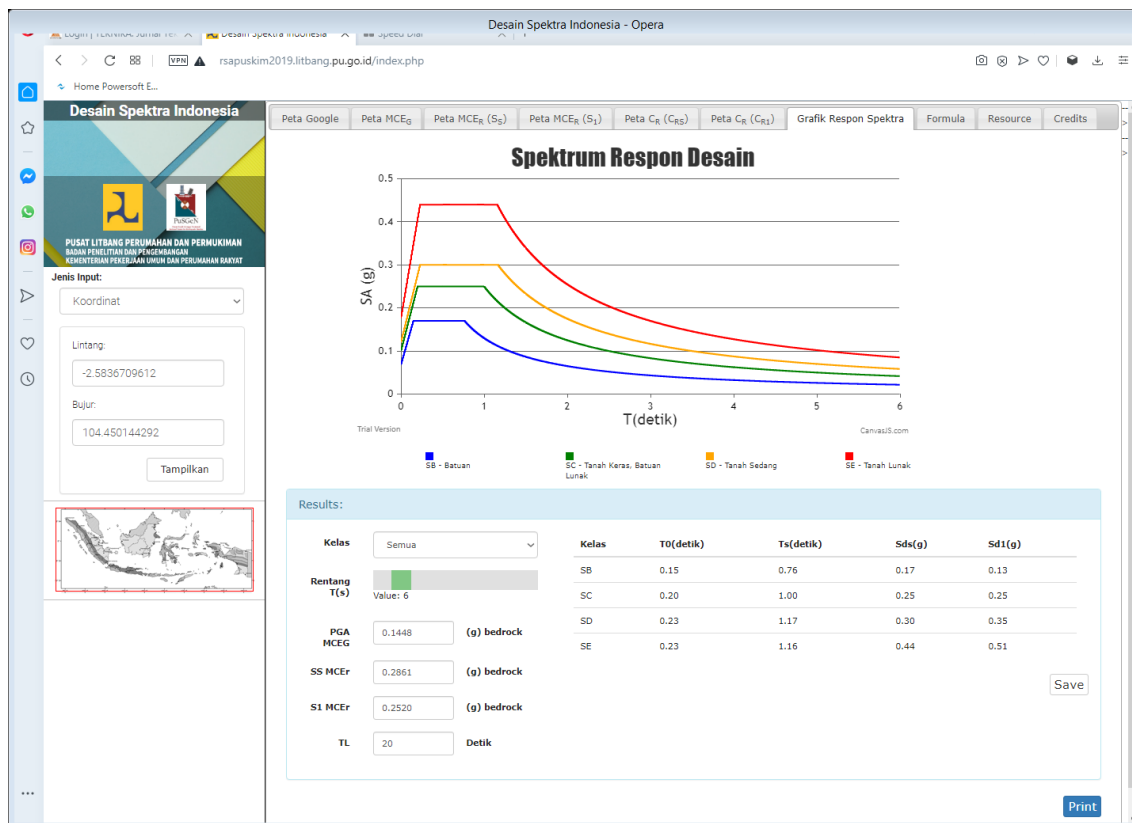 Desain Spektra Indonesia - Opera
Login | TEKNIKA: Jurnal Tek
Desain Spektra Indonesia
Speed Dial
VPN
rsapuskim2019.litbang.pu.go.id/index.php
Home Powersoft E...
Desain Spektra Indonesia
PuSGeN
PUSAT LITBANG PERUMAHAN DAN PERMUKIMAN
BADAN PENELITIAN DAN PENGEMBANGAN
KEMENTERIAN PEKERJAAN UMUM DAN PERUMAHAN RAKYAT
Jenis Input:
Koordinat
Lintang:
-2.5836709612
Bujur:
104.450144292
Tampilkan
Peta Google Peta MCEG Peta MCER (SS) Peta MCER (S1) Peta CR (CRS) Peta CR (CR1) Grafik Respon Spektra Formula Resource Credits
Spektrum Respon Desain
SA (g)
0.5
0.4
0.3
0.2
0.1
0
0 1 2 3 4 5 6
T(detik)
Trial Version
CanvasJS.com
SB - Batuan
SC - Tanah Keras, Batuan
Lunak
SD - Tanah Sedang
SE - Tanah Lunak
Results:
Kelas Semua
Rentang
T(s)
Value: 6
PGA
MCEG
0.1448 (g) bedrock
SS MCEr 0.2861 (g) bedrock
S1 MCEr 0.2520 (g) bedrock
TL 20 Detik
Kelas T0(detik) Ts(detik) Sds(g) Sd1(g)
SB 0.15 0.76 0.17 0.13
SC 0.20 1.00 0.25 0.25
SD 0.23 1.17 0.30 0.35
SE 0.23 1.16 0.44 0.51
Save
Print